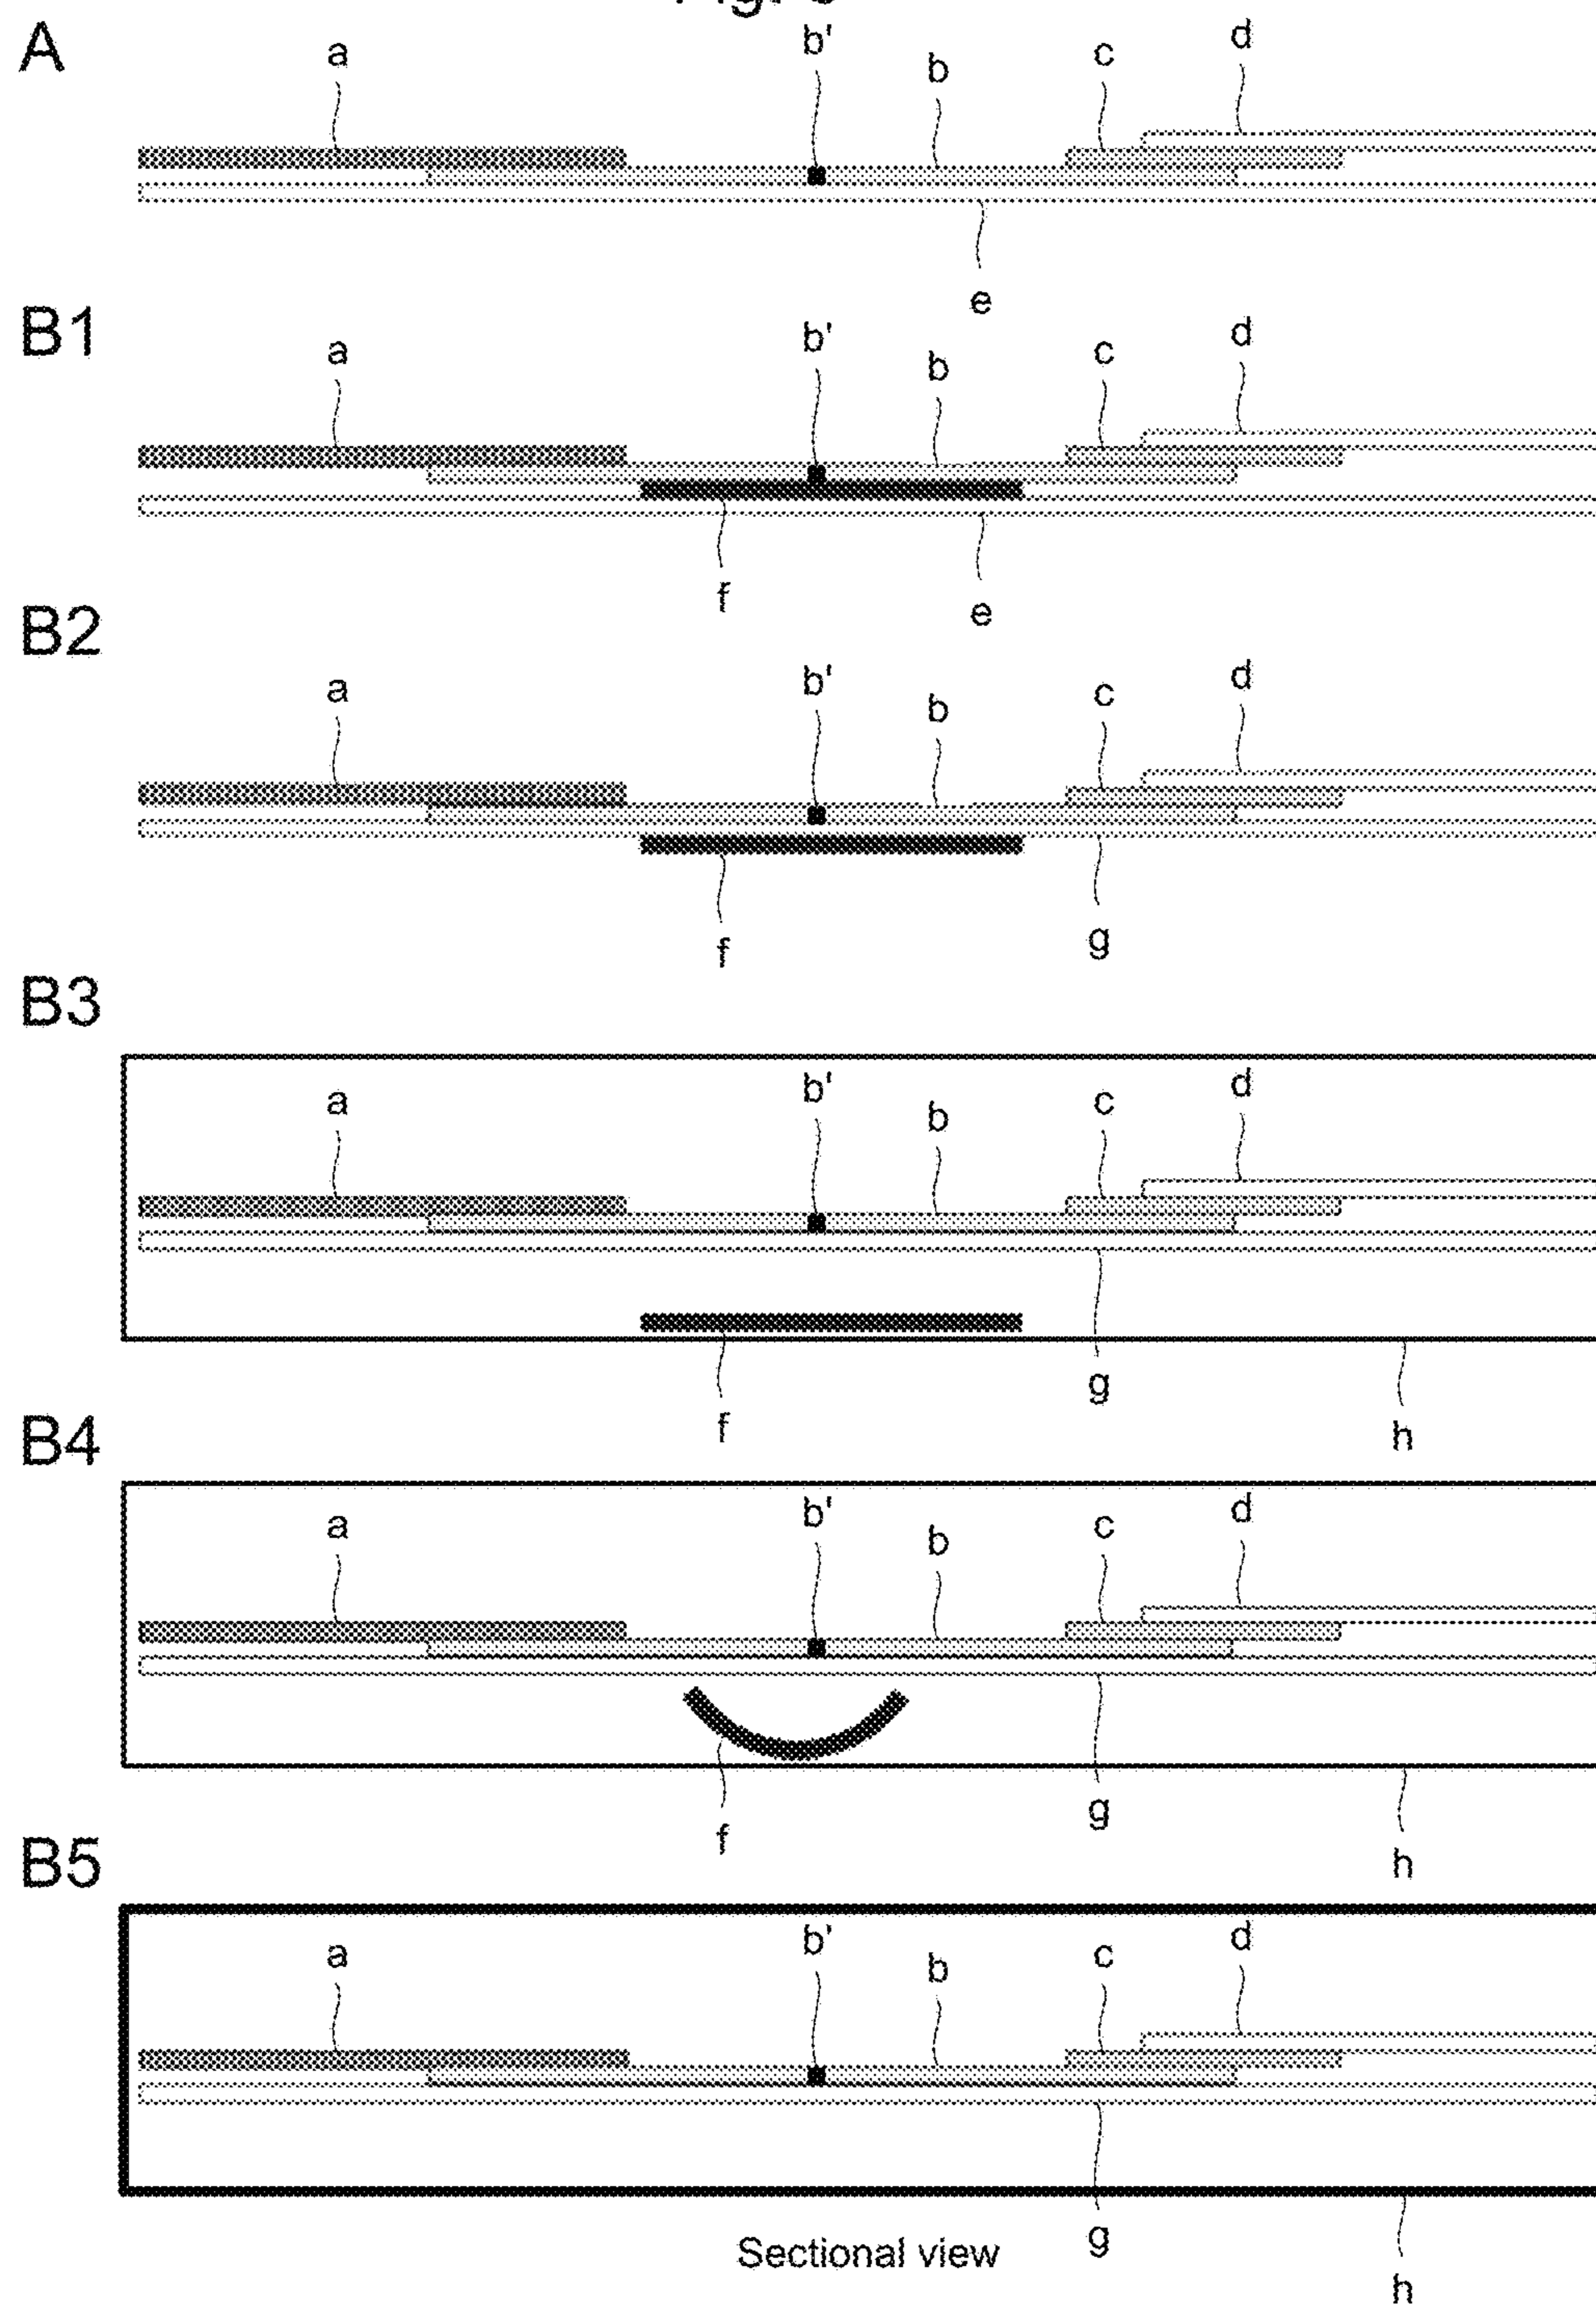 A
a b' b c d
e
B1
a b' b c d
f e
B2
a b' b c d
f g
B3
a b' b c d
f g h
B4
a b' b c d
f g h
B5
a b' b c d
g
Sectional view
h